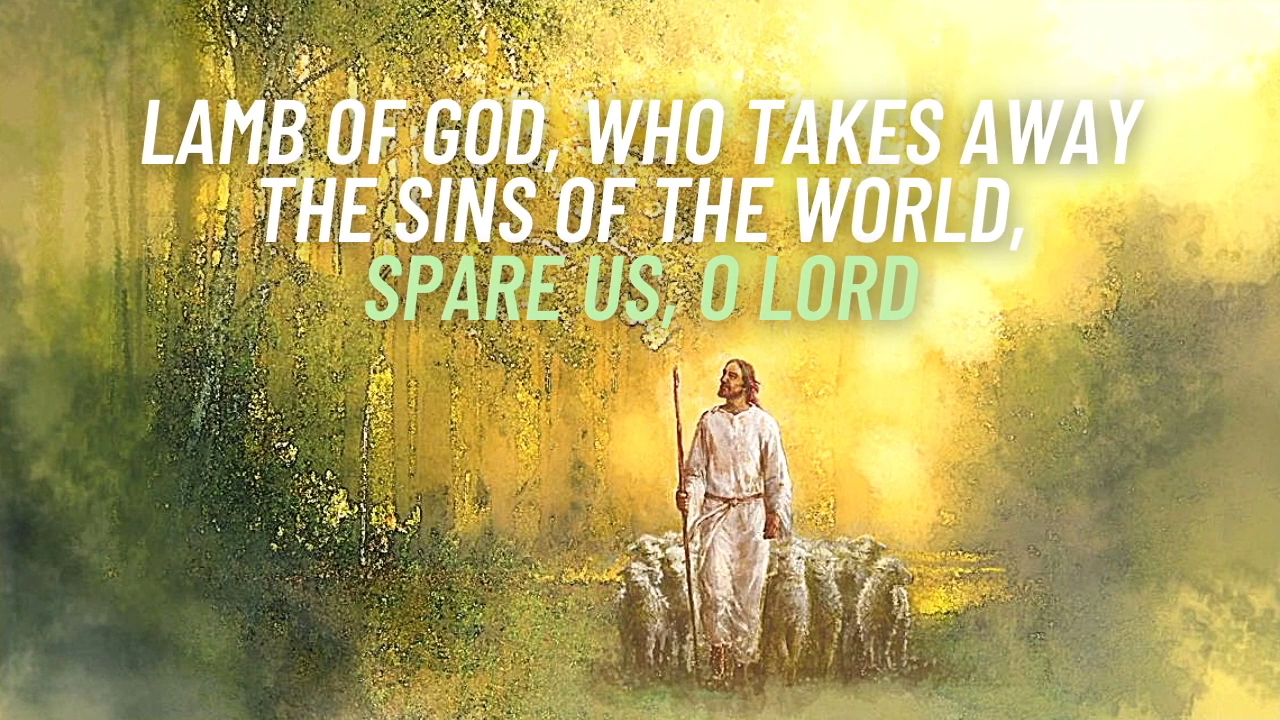 LAMB OF GOD, WHO TAKES AWAY
THE SINS OF THE WORLD,
SPARE US, O LORD